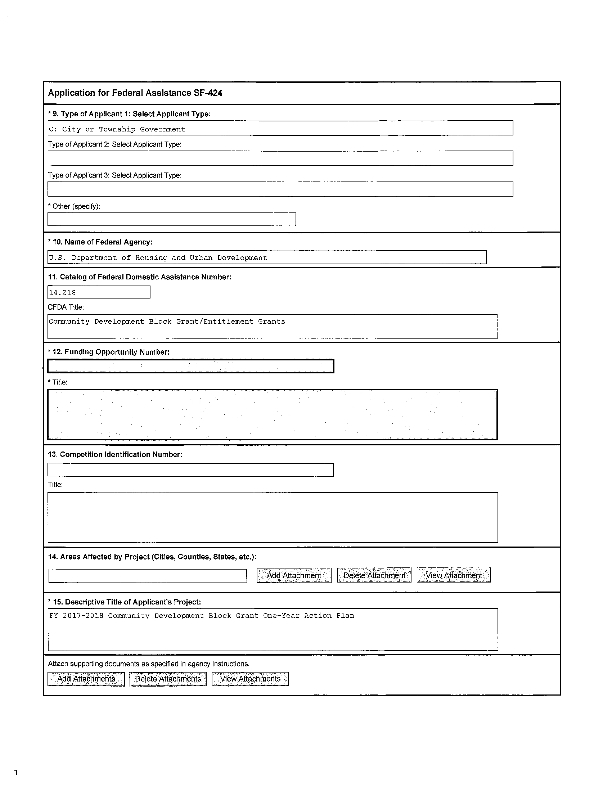 Application for Federal Assistance SF-424
* 9. Type of Applicant 1: Select Applicant Type:
C: City or Township Government
Type of Applicant 2: Select Applicant Type:
Type of Applicant 3: Select Applicant Type:
* Other (specify):
* 10. Name of Federal Agency:
U.S. Department of Housing and Urban Development
11. Catalog of Federal Domestic Assistance Number:
14.218
CFDA Title:
Community Development Block Grant/Entitlement Grants
* 12. Funding Opportunity Number:
* Title:
13. Competition Identification Number:
Title:
14. Areas Affected by Project (Cities, Counties, States, etc.):
Add Attachment Delete Attachment View Attachment
* 15. Descriptive Title of Applicant's Project:
FY 2017-2018 Community Development Block Grant One-Year Action Plan
Attach supporting documents as specified in agency instructions.
Add Attachments Delete Attachments View Attachments
1